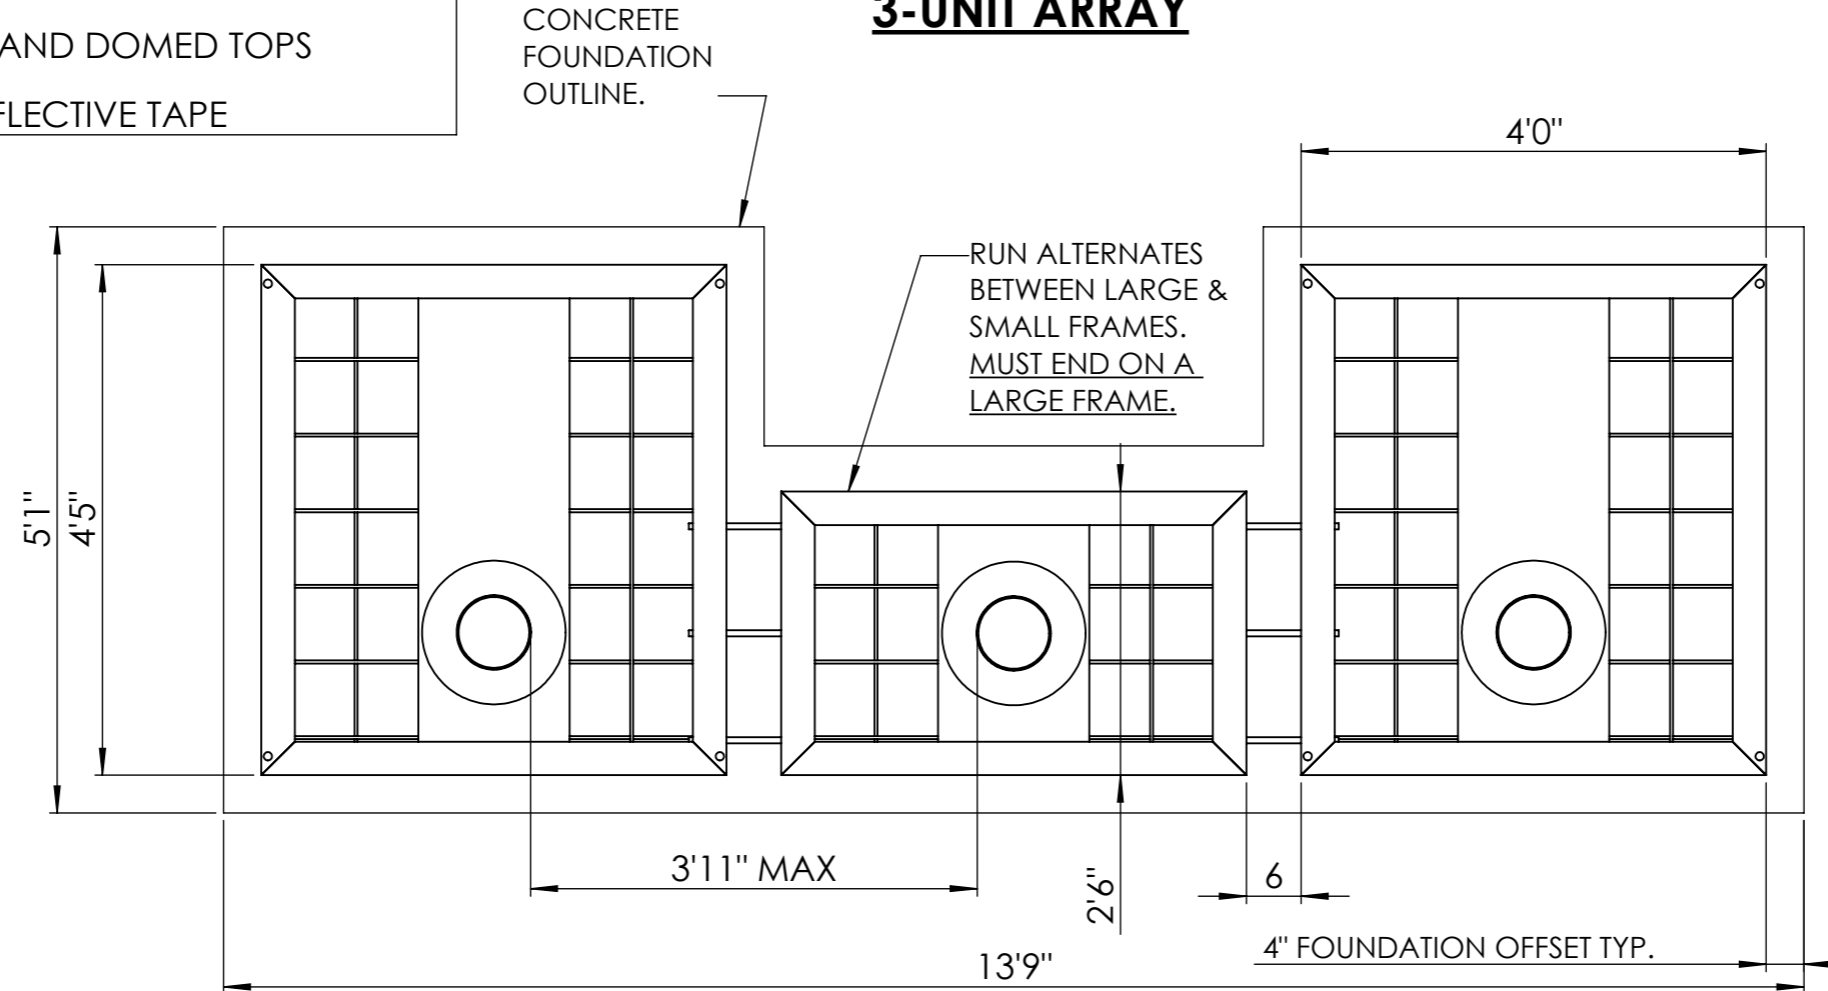 AND DOMED TOPS
FLECTIVE TAPE
CONCRETE
FOUNDATION
OUTLINE.
3-UNIT ARRAY
4'0"
RUN ALTERNATES
BETWEEN LARGE &
SMALL FRAMES.
MUST END ON A
LARGE FRAME.
5'1"
4'5"
3'11" MAX
2'6"
6
4" FOUNDATION OFFSET TYP.
13'9"